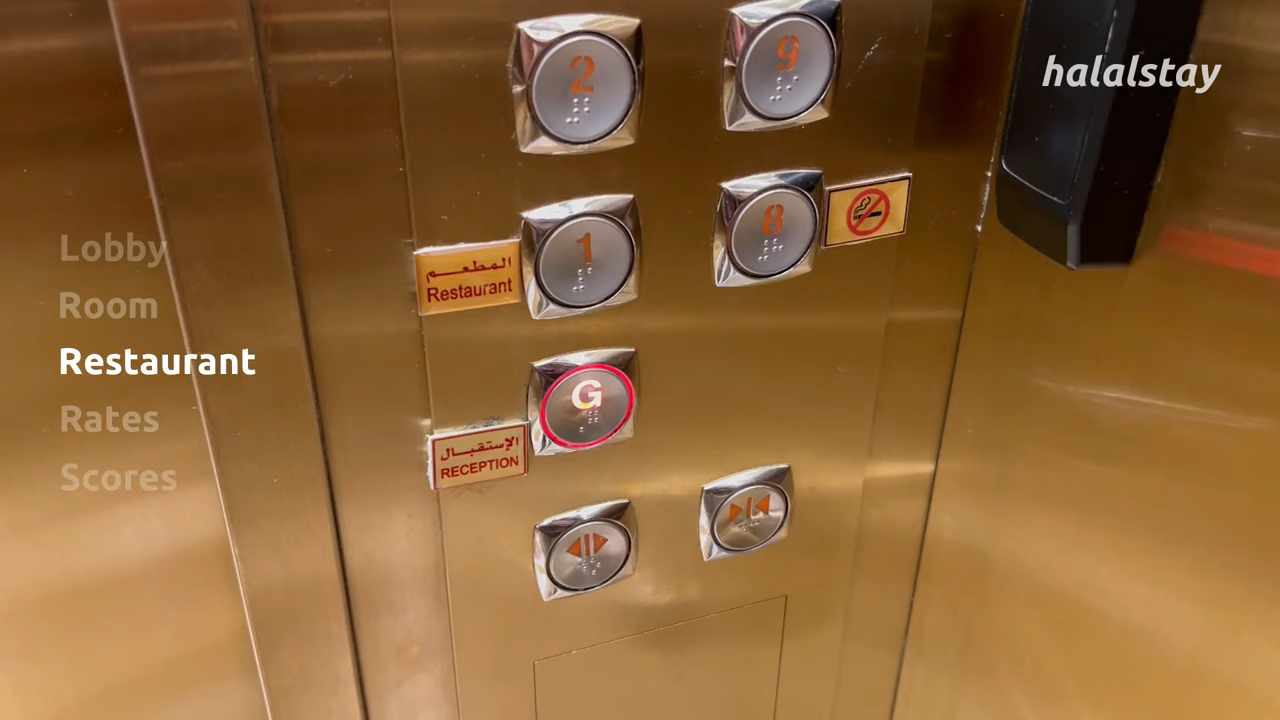 halalstay
2
9
1
8
المطعم
Restaurant
G
الإستقبال
RECEPTION
Lobby
Room
Restaurant
Rates
Scores